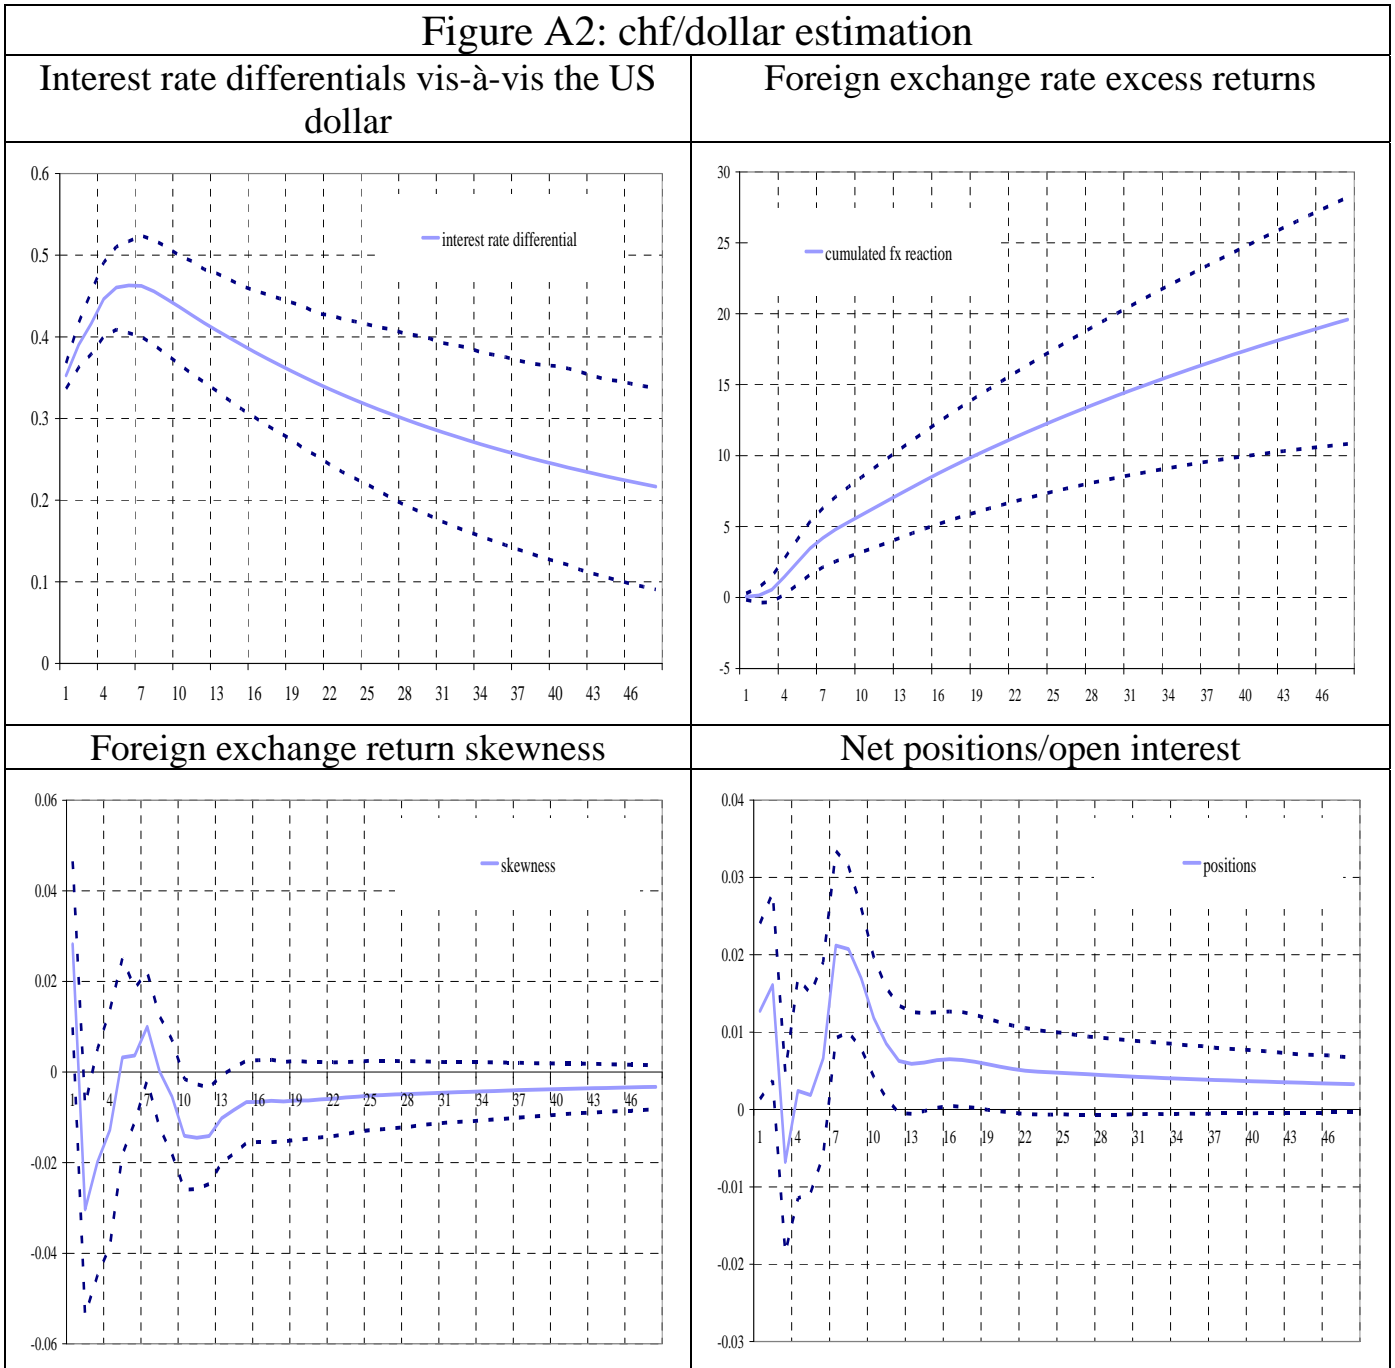 Figure A2: chf/dollar estimation
Interest rate differentials vis-à-vis the US
dollar
Foreign exchange rate excess returns
0.6
0.5
0.4
0.3
0.2
0.1
0
interest rate differential
1 4 7 10 13 16 19 22 25 28 31 34 37 40 43 46
30
25
20
15
10
5
0
-5
cumulated fx reaction
1 4 7 10 13 16 19 22 25 28 31 34 37 40 43 46
Foreign exchange return skewness
Net positions/open interest
0.06
0.04
0.02
0
-0.02
-0.04
-0.06
skewness
1 4 7 10 13 16 19 22 25 28 31 34 37 40 43 46
0.04
0.03
0.02
0.01
0
-0.01
-0.02
-0.03
positions
1 4 7 10 13 16 19 22 25 28 31 34 37 40 43 46